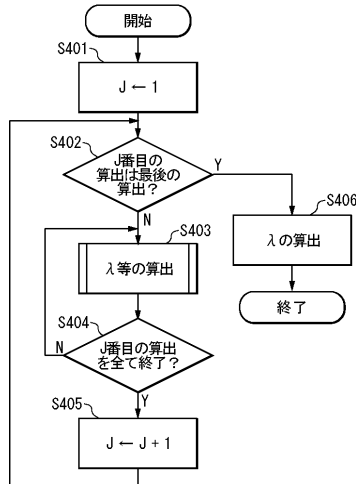 開始
S401
J ← 1
S402
J番目の
算出は最後の
算出？
Y
N
S406
λの算出
S403
λ等の算出
終了
S404
N
J番目の算出
を全て終了？
Y
S405
J ← J + 1